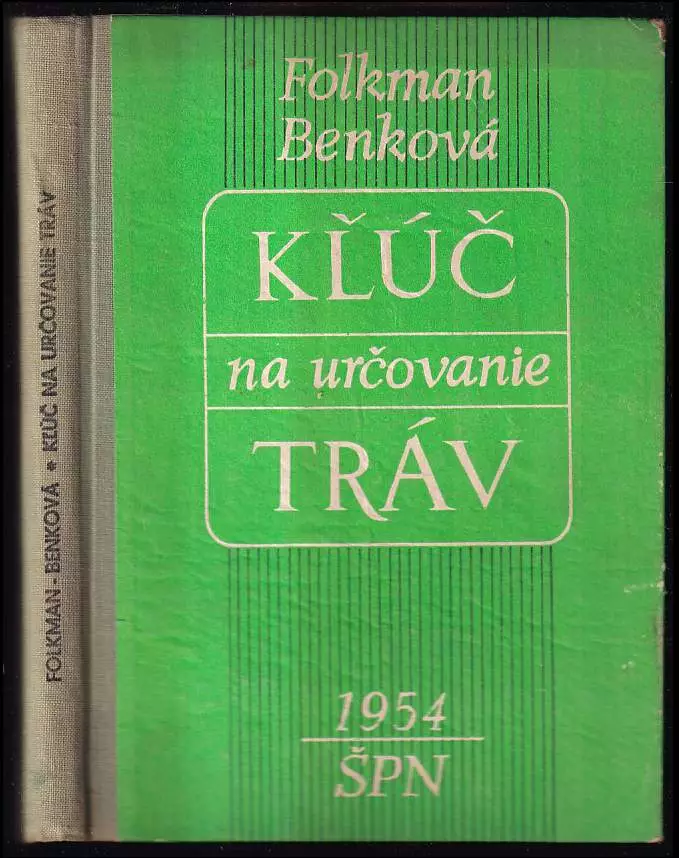 Folkman
Benková
KĽÚČ
na určovanie
TRÁV
1954
ŠPN
FOLKMAN - BENKOVÁ * KĽÚČ NA URČOVANIE TRÁV